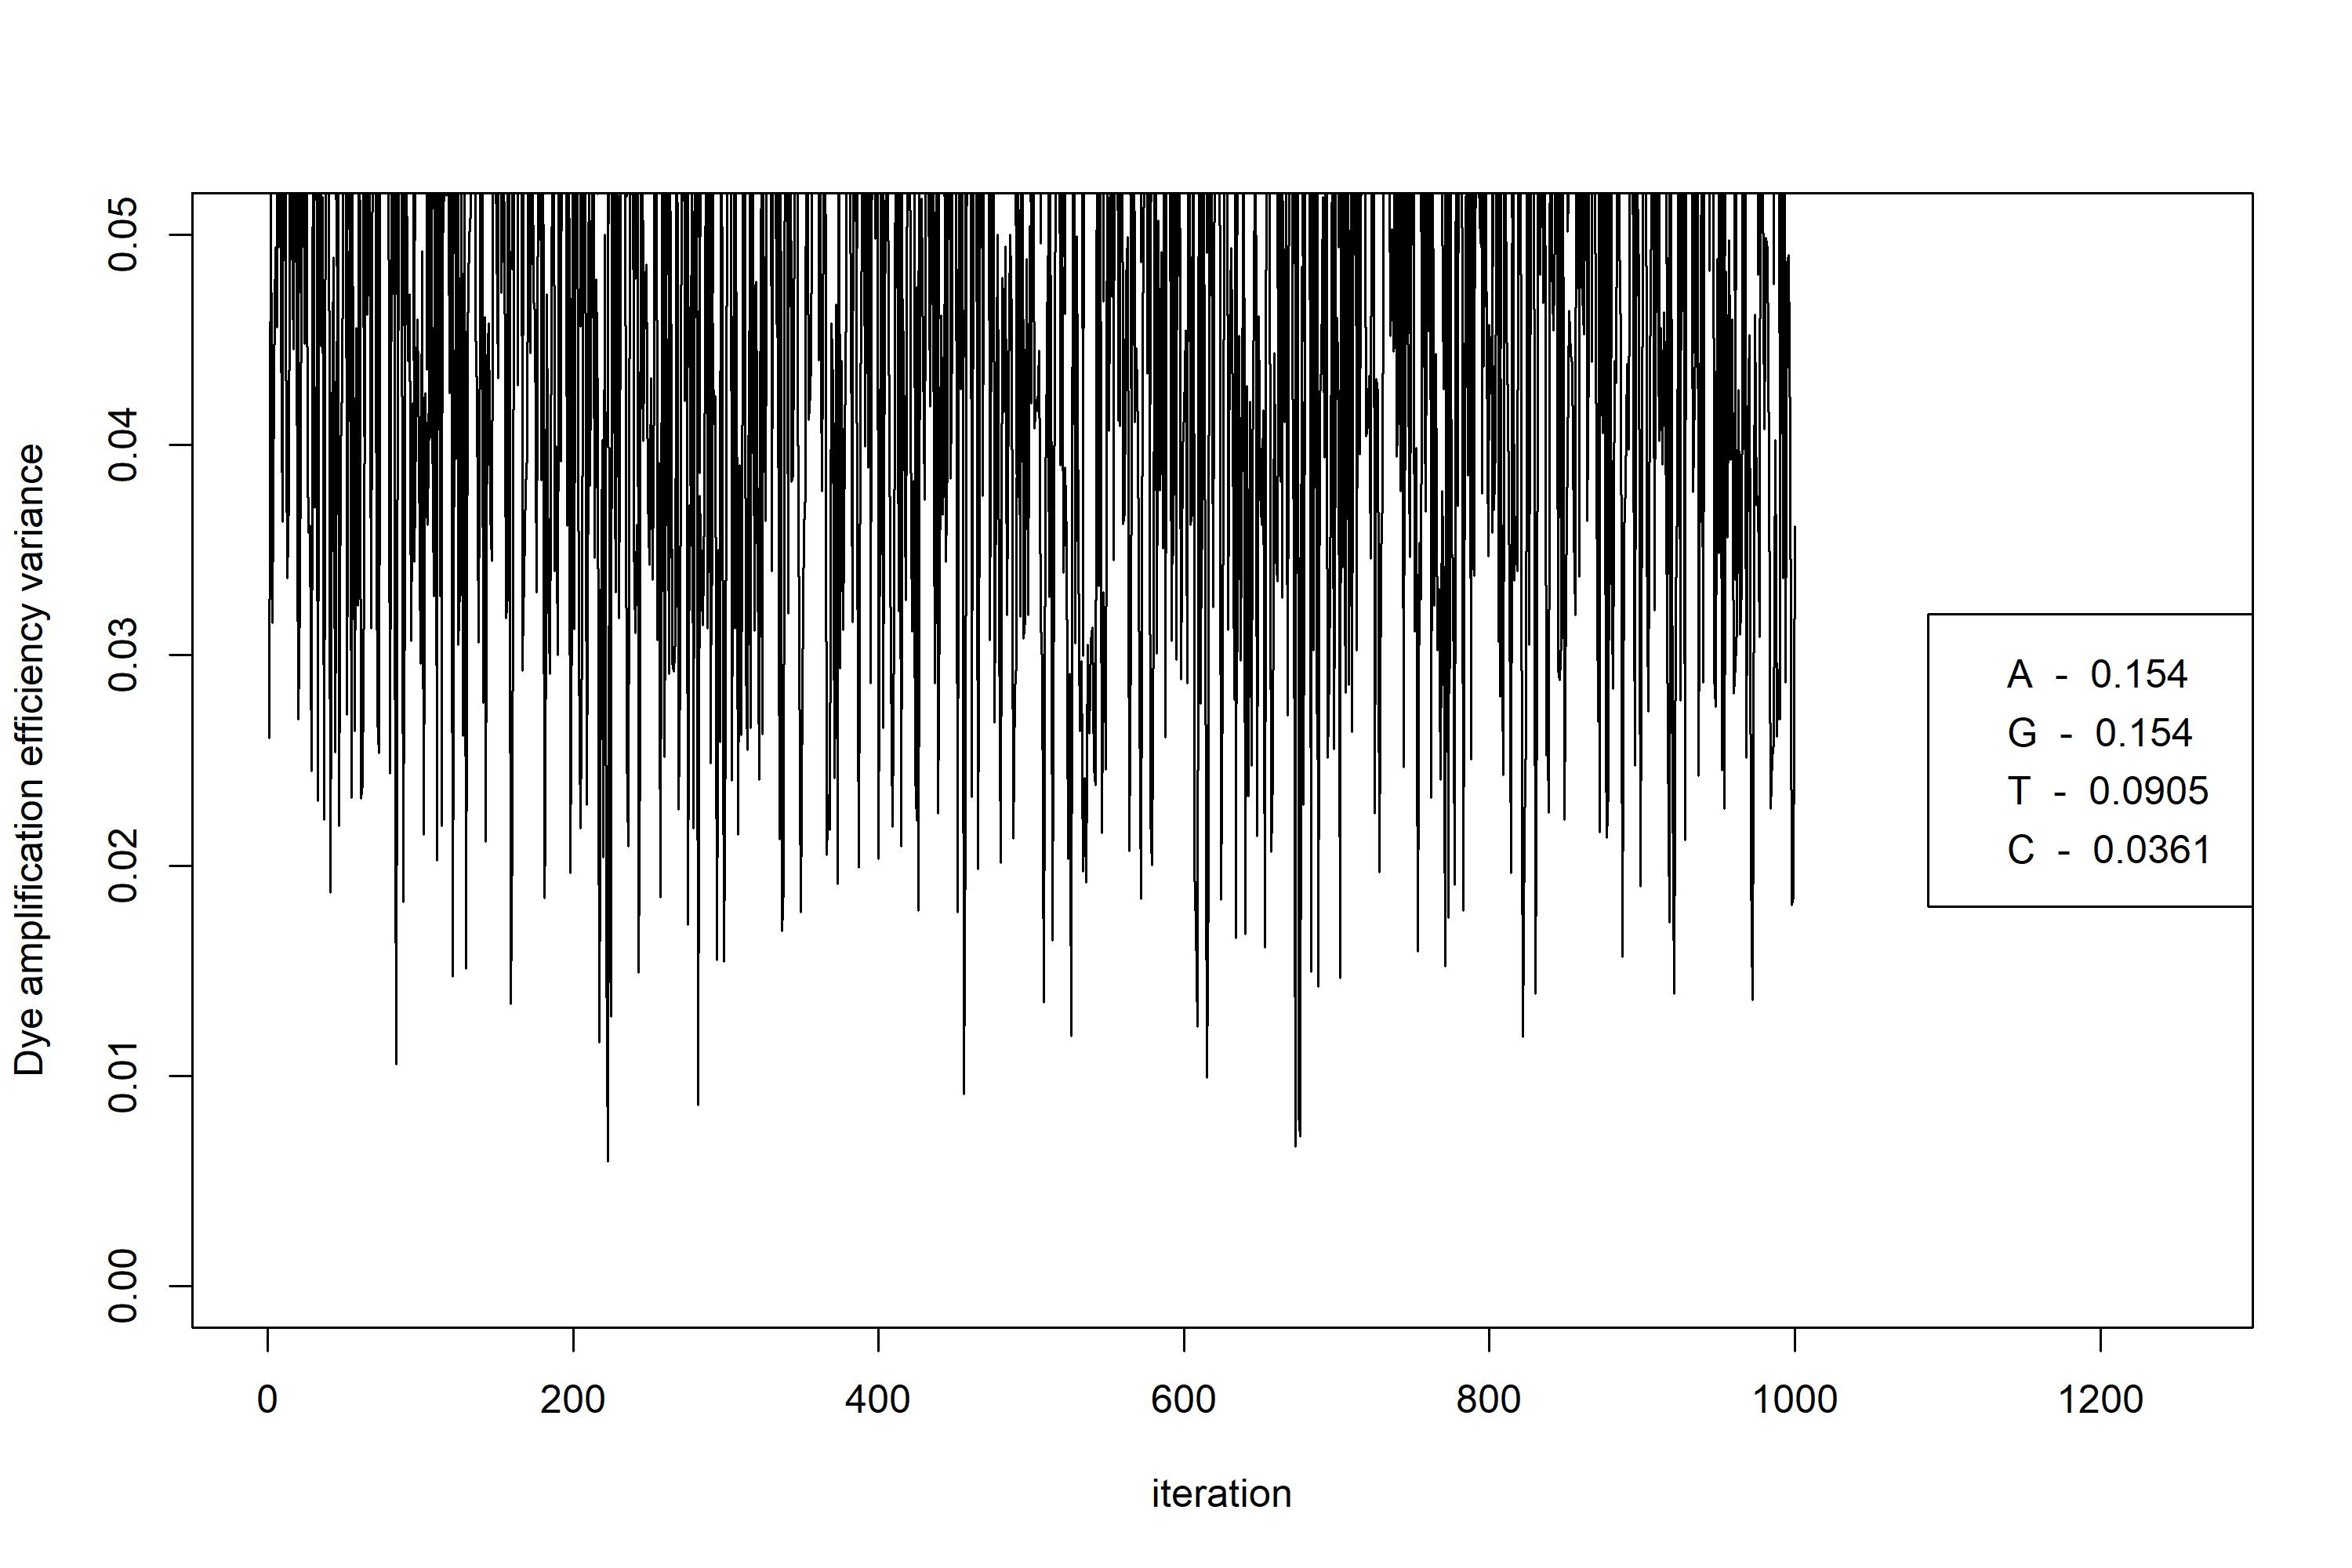 Dye amplification efficiency variance
0.05
0.04
0.03
0.02
0.01
0.00
A - 0.154
G - 0.154
T - 0.0905
C - 0.0361
0 200 400 600 800 1000 1200
iteration